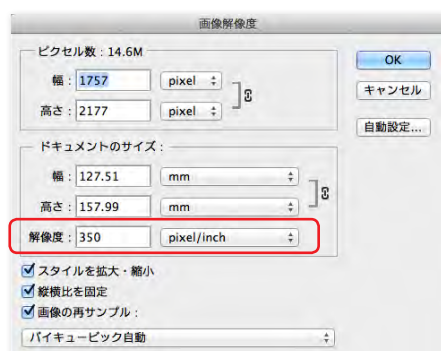 画像解像度
ピクセル数：14.6M
幅：1757 pixel
高さ：2177 pixel
ドキュメントのサイズ：
幅：127.51 mm
高さ：157.99 mm
解像度：350 pixel/inch
スタイルを拡大・縮小
縦横比を固定
画像の再サンプル：
バイキュービック自動
OK
キャンセル
自動設定...